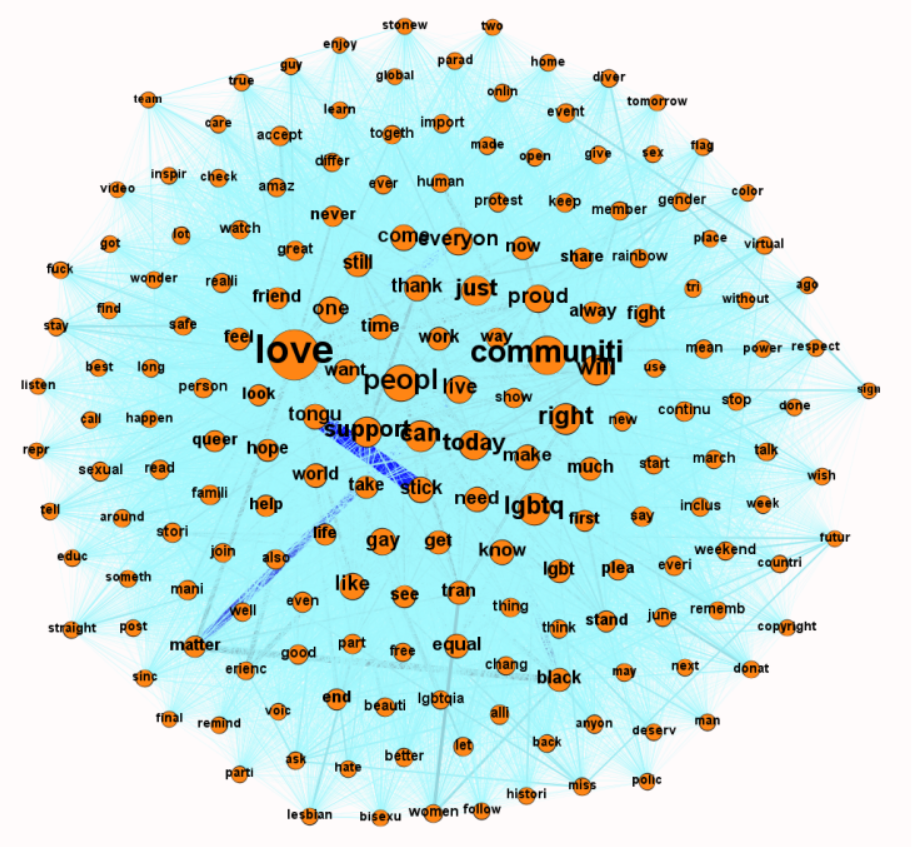 stonew
two
enjoy
parad
home
guy
global
diver
true
onlin
team
tomorrow
learn
event
care
import
accept
togeth
made
flag
differ
open
give
sex
inspir
check
video
amaz
ever
human
color
protest
keep
member
gender
never
lot
watch
come
everyon
now
place
virtual
got
great
share
rainbow
still
fuck
wonder
realli
thank
just
tri
ago
friend
proud
without
find
one
alway
fight
stay
safe
time
feel
work
way
love
communiti
mean
power
respect
best
long
want
will
use
peopl
live
listen
person
look
show
sign
tongu
right
continu
stop
done
call
happen
support
can
new
queer
hope
today
repr
make
talk
sexual
read
world
much
start
march
take
stick
wish
famili
need
help
lgbtq
inclus
week
tell
around
first
say
stori
life
gay
get
futur
join
know
weekend
educ
also
countri
someth
lgbt
plea
everi
mani
like
see
tran
well
even
thing
june
rememb
straight
post
think
stand
copyright
matter
part
equal
good
free
chang
erienc
may
next
donat
sinc
black
end
beauti
lgbtqia
voic
alli
final
remind
anyon
man
deserv
let
back
ask
better
parti
hate
miss
polic
histori
lesbian
bisexu
women
follow